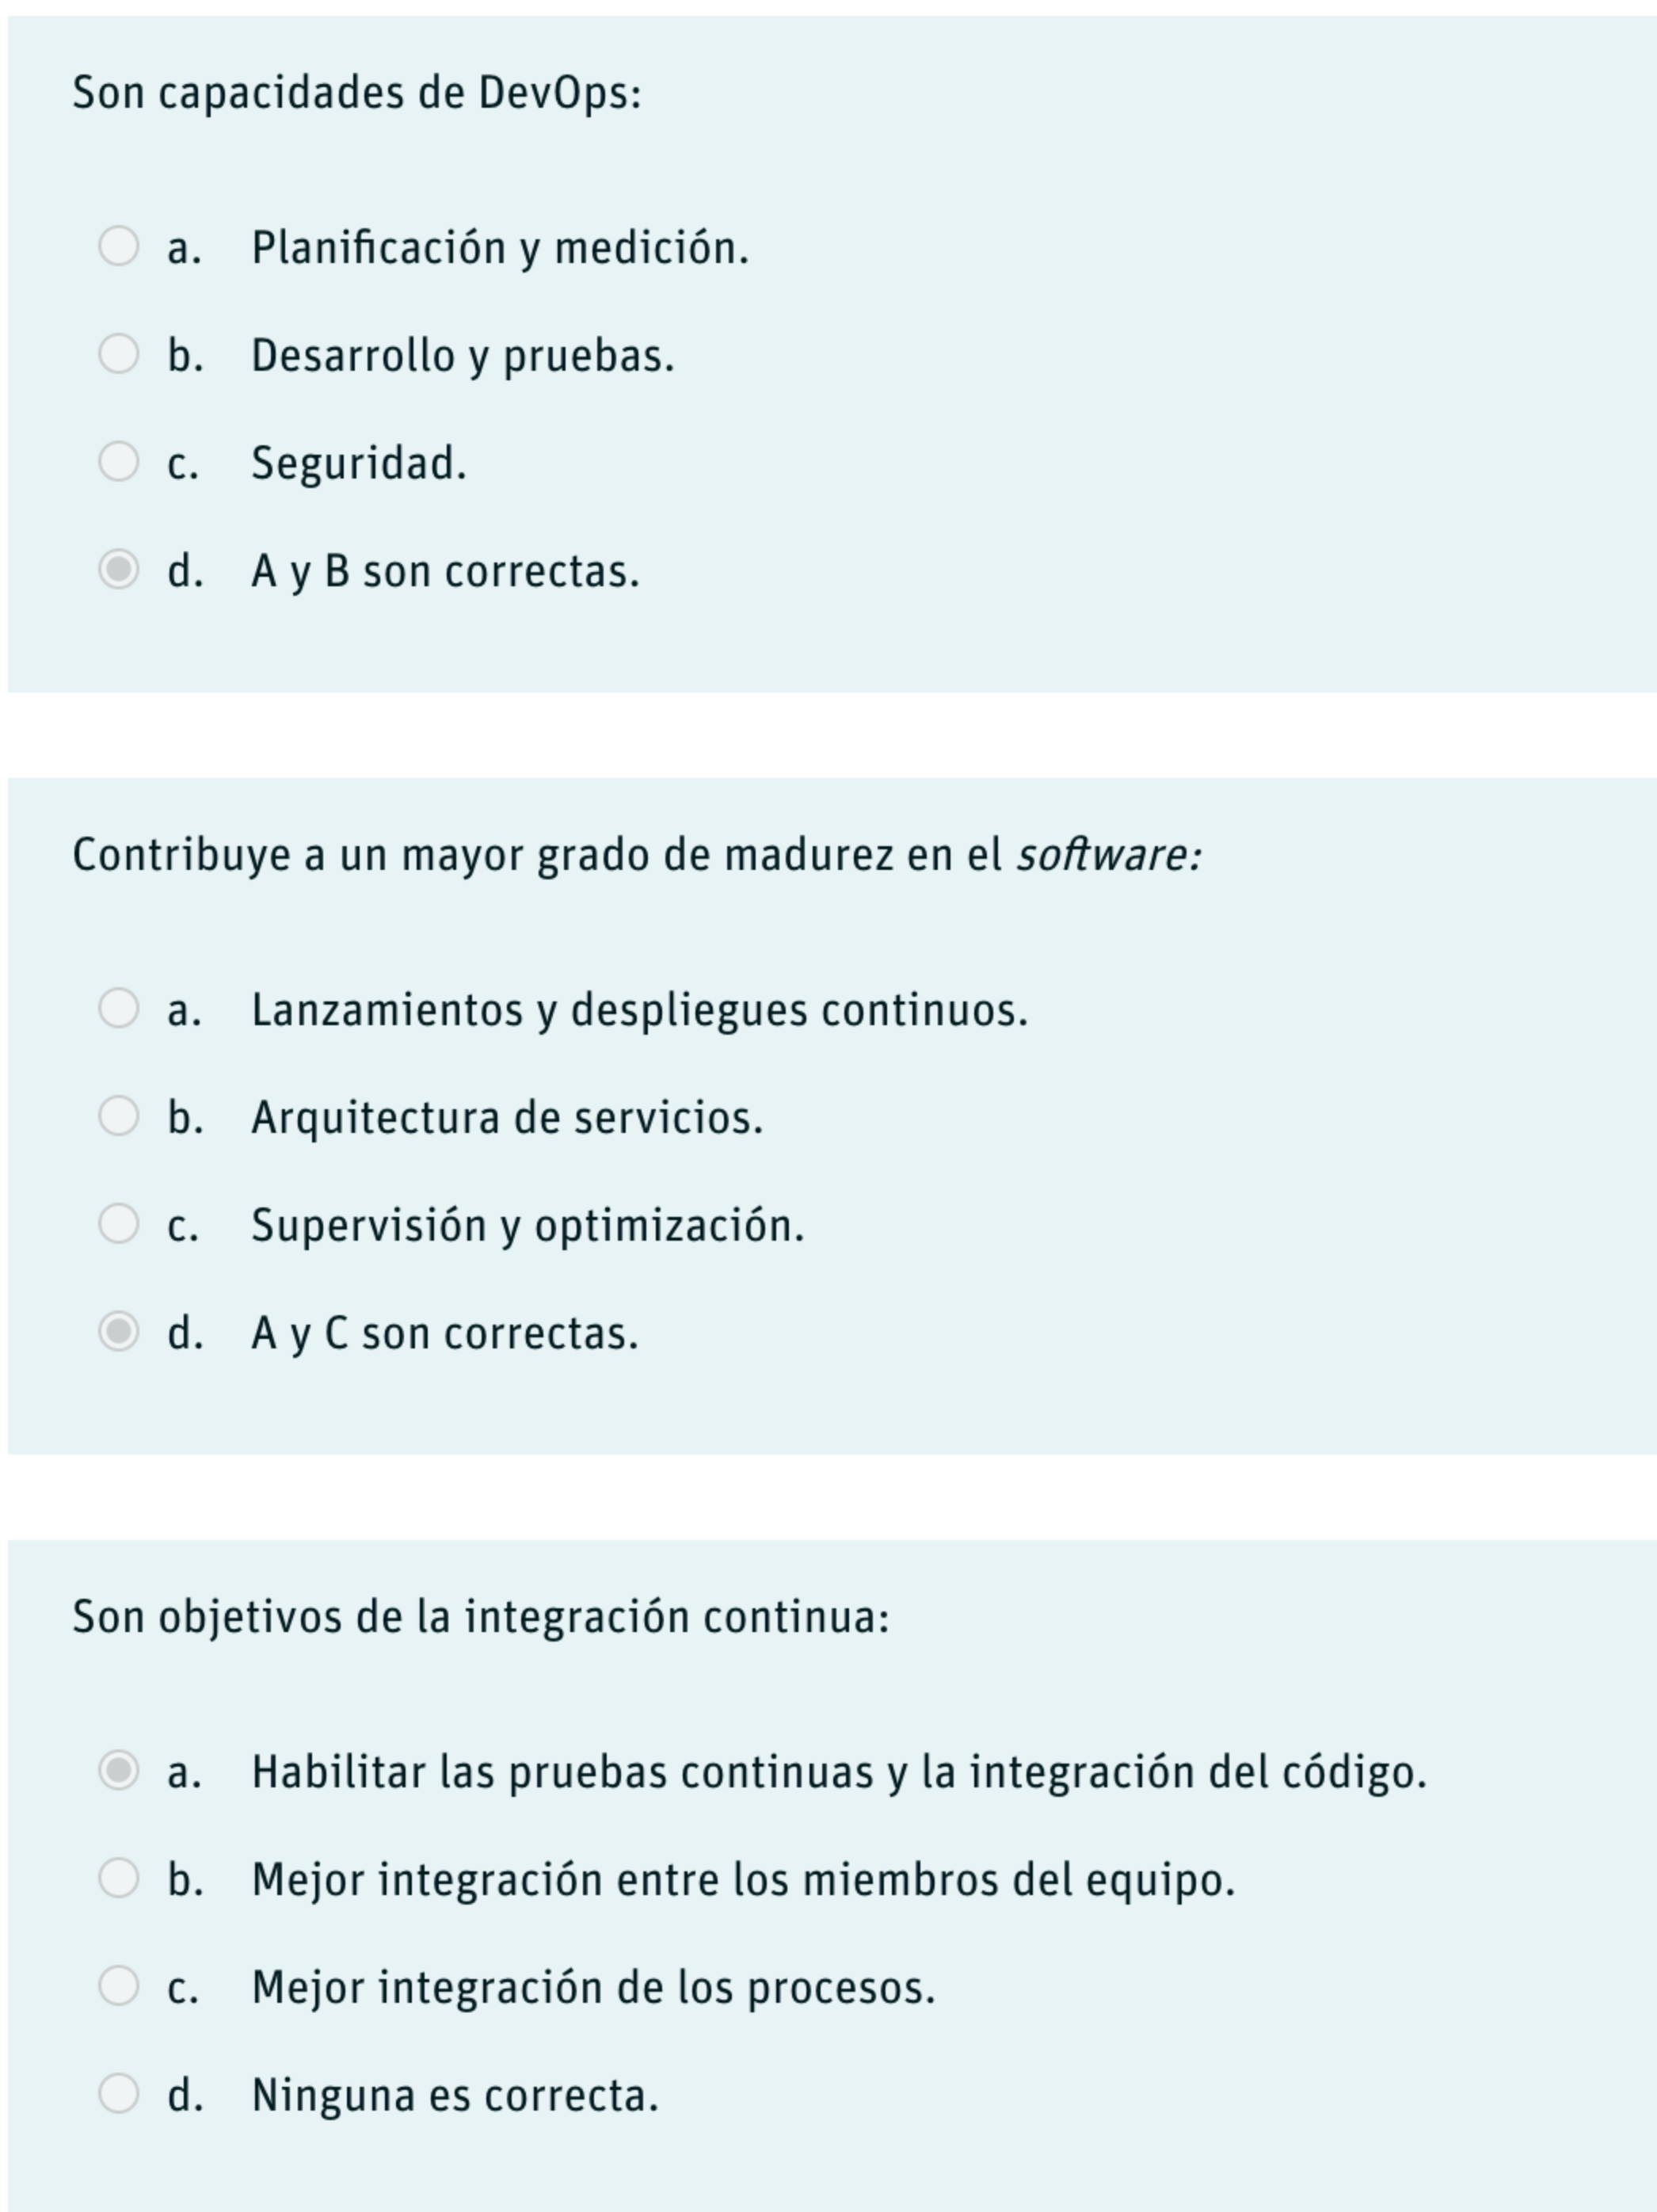 Son capacidades de DevOps:
a. Planificación y medición.
b. Desarrollo y pruebas.
c. Seguridad.
d. A y B son correctas.
Contribuye a un mayor grado de madurez en el software:
a. Lanzamientos y despliegues continuos.
b. Arquitectura de servicios.
c. Supervisión y optimización.
d. A y C son correctas.
Son objetivos de la integración continua:
a. Habilitar las pruebas continuas y la integración del código.
b. Mejor integración entre los miembros del equipo.
c. Mejor integración de los procesos.
d. Ninguna es correcta.